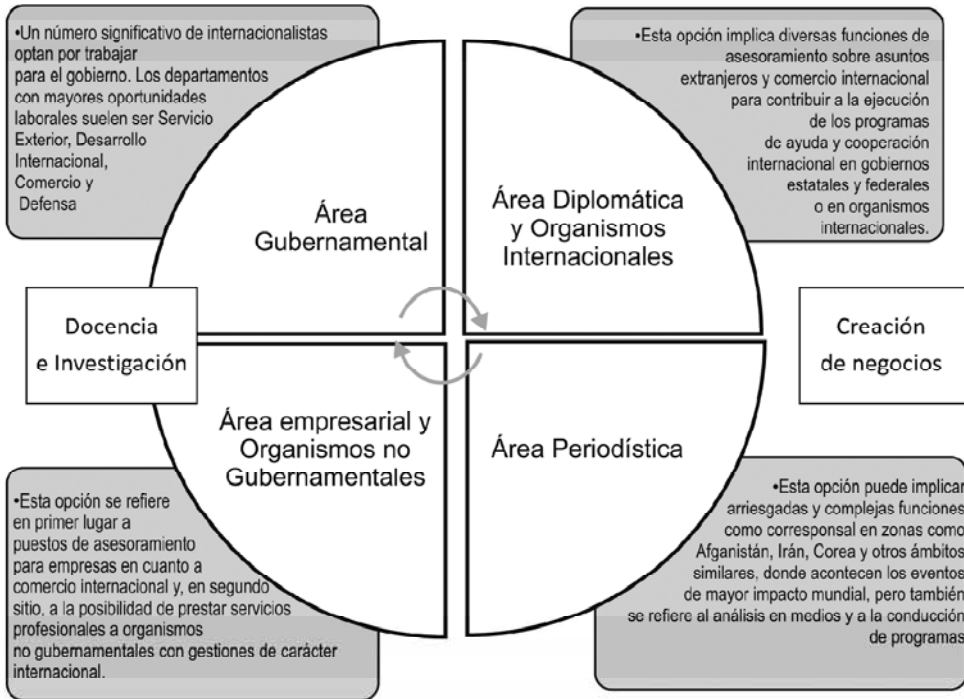 •Un número significativo de internacionalistas
optan por trabajar
para el gobierno. Los departamentos
con mayores oportunidades
laborales suelen ser Servicio
Exterior, Desarrollo
Internacional,
Comercio y
Defensa
•Esta opción implica diversas funciones de
asesoramiento sobre asuntos
extranjeros y comercio internacional
para contribuir a la ejecución
de los programas
de ayuda y cooperación
internacional en gobiernos
estatales y federales
o en organismos
internacionales.
Área
Gubernamental
Área Diplomática
y Organismos
Internacionales
Docencia
e Investigación
Creación
de negocios
Área empresarial y
Organismos no
Gubernamentales
Área Periodística
•Esta opción se refiere
en primer lugar a
puestos de asesoramiento
para empresas en cuanto a
comercio internacional y, en segundo
sitio, a la posibilidad de prestar servicios
profesionales a organismos
no gubernamentales con gestiones de carácter
internacional.
•Esta opción puede implicar
arriesgadas y complejas funciones
como corresponsal en zonas como
Afganistán, Irán, Corea y otros ámbitos
similares, donde acontecen los eventos
de mayor impacto mundial, pero también
se refiere al análisis en medios y a la conducción
de programas